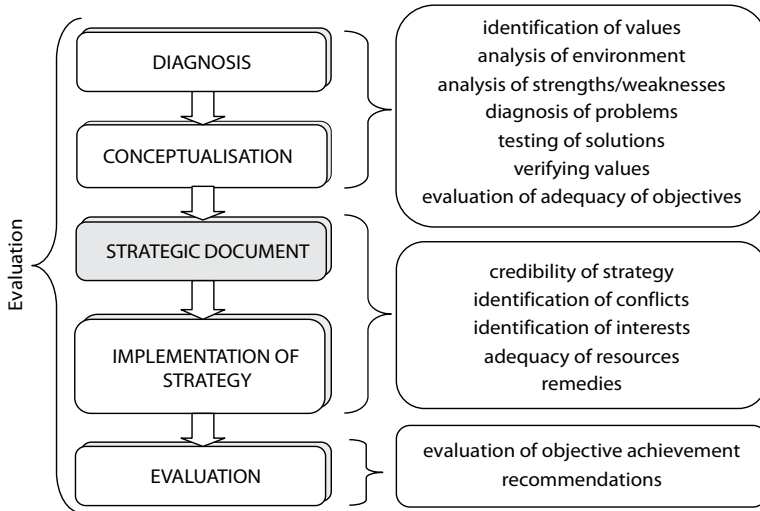 Evaluation
DIAGNOSIS
CONCEPTUALISATION
STRATEGIC DOCUMENT
IMPLEMENTATION OF
STRATEGY
EVALUATION
identification of values
analysis of environment
analysis of strengths/weaknesses
diagnosis of problems
testing of solutions
verifying values
evaluation of adequacy of objectives
credibility of strategy
identification of conflicts
identification of interests
adequacy of resources
remedies
evaluation of objective achievement
recommendations